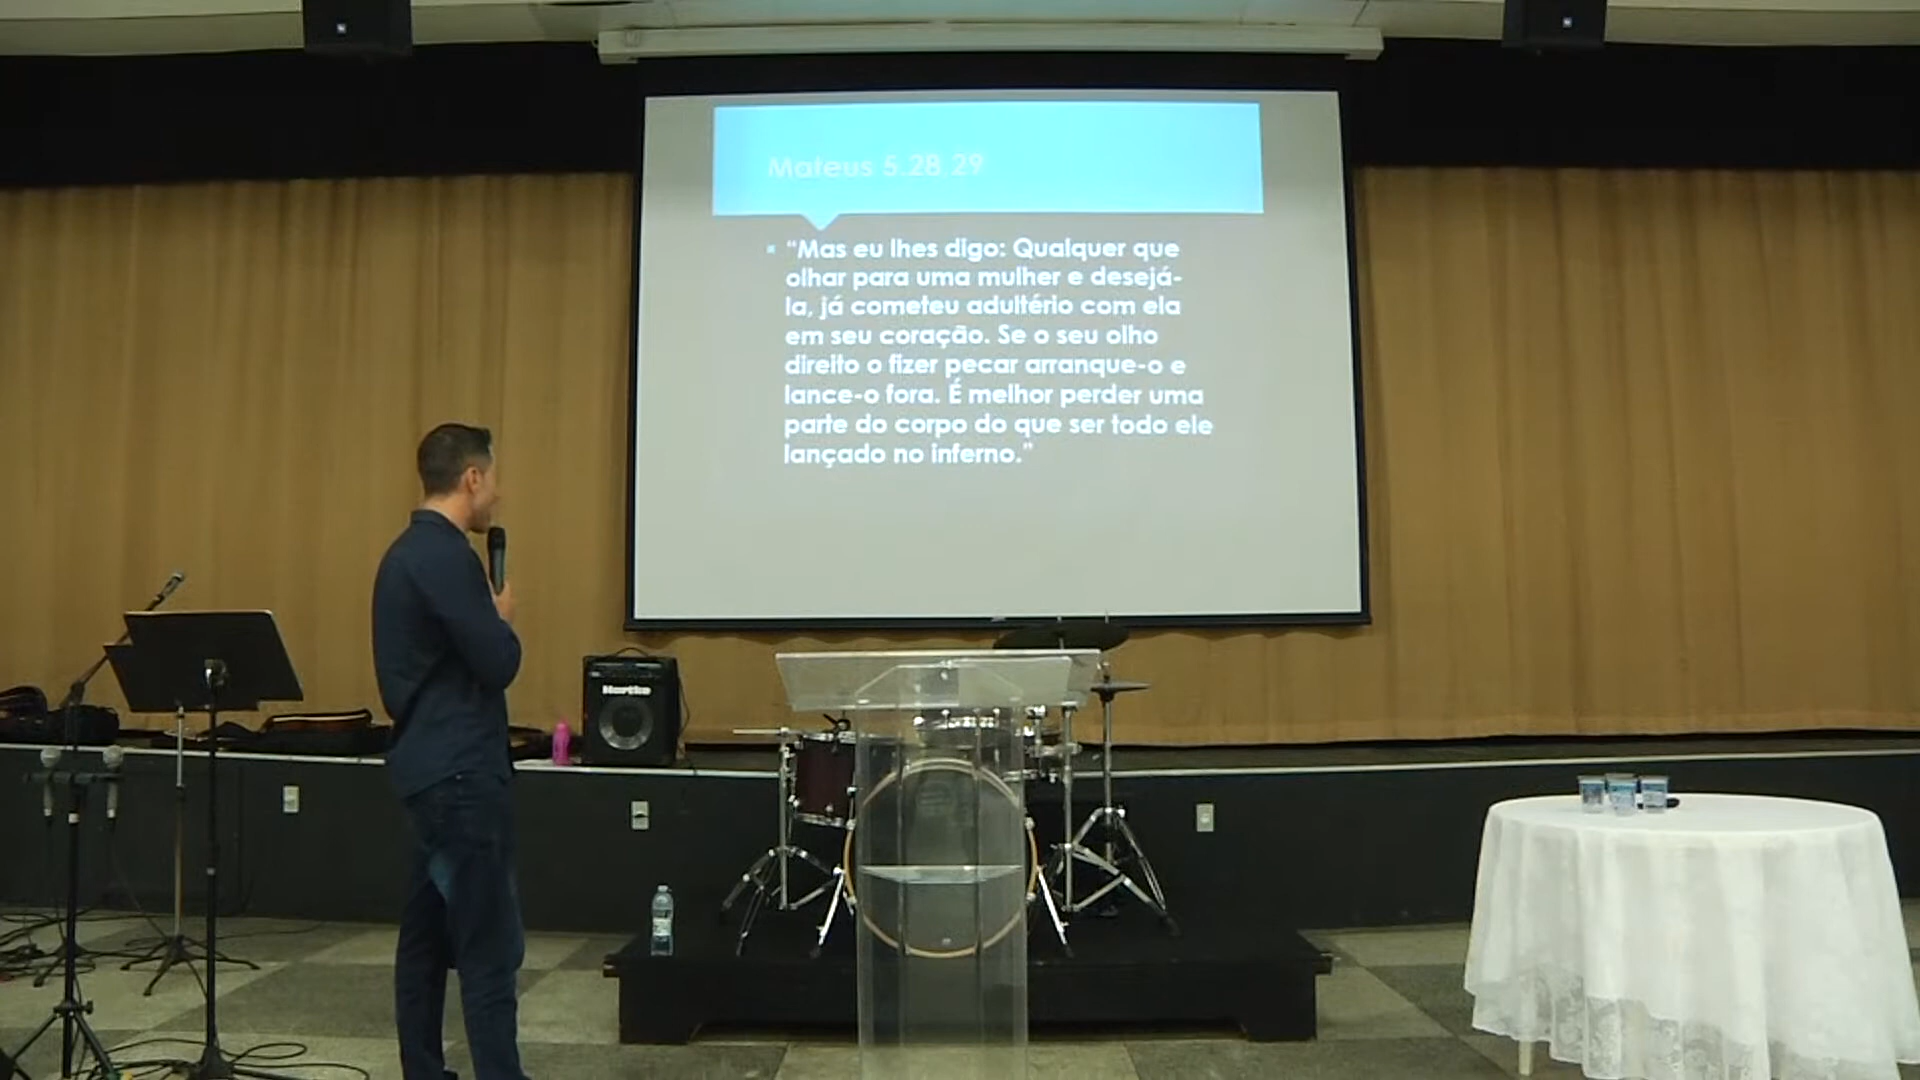 Mateus 5.28 29
“Mas eu lhes digo: Qualquer que
olhar para uma mulher e desejá-
la, já cometeu adultério com ela
em seu coração. Se o seu olho
direito o fizer pecar arranque-o e
lance-o fora. É melhor perder uma
parte do corpo do que ser todo ele
lançado no inferno.”
Hartke